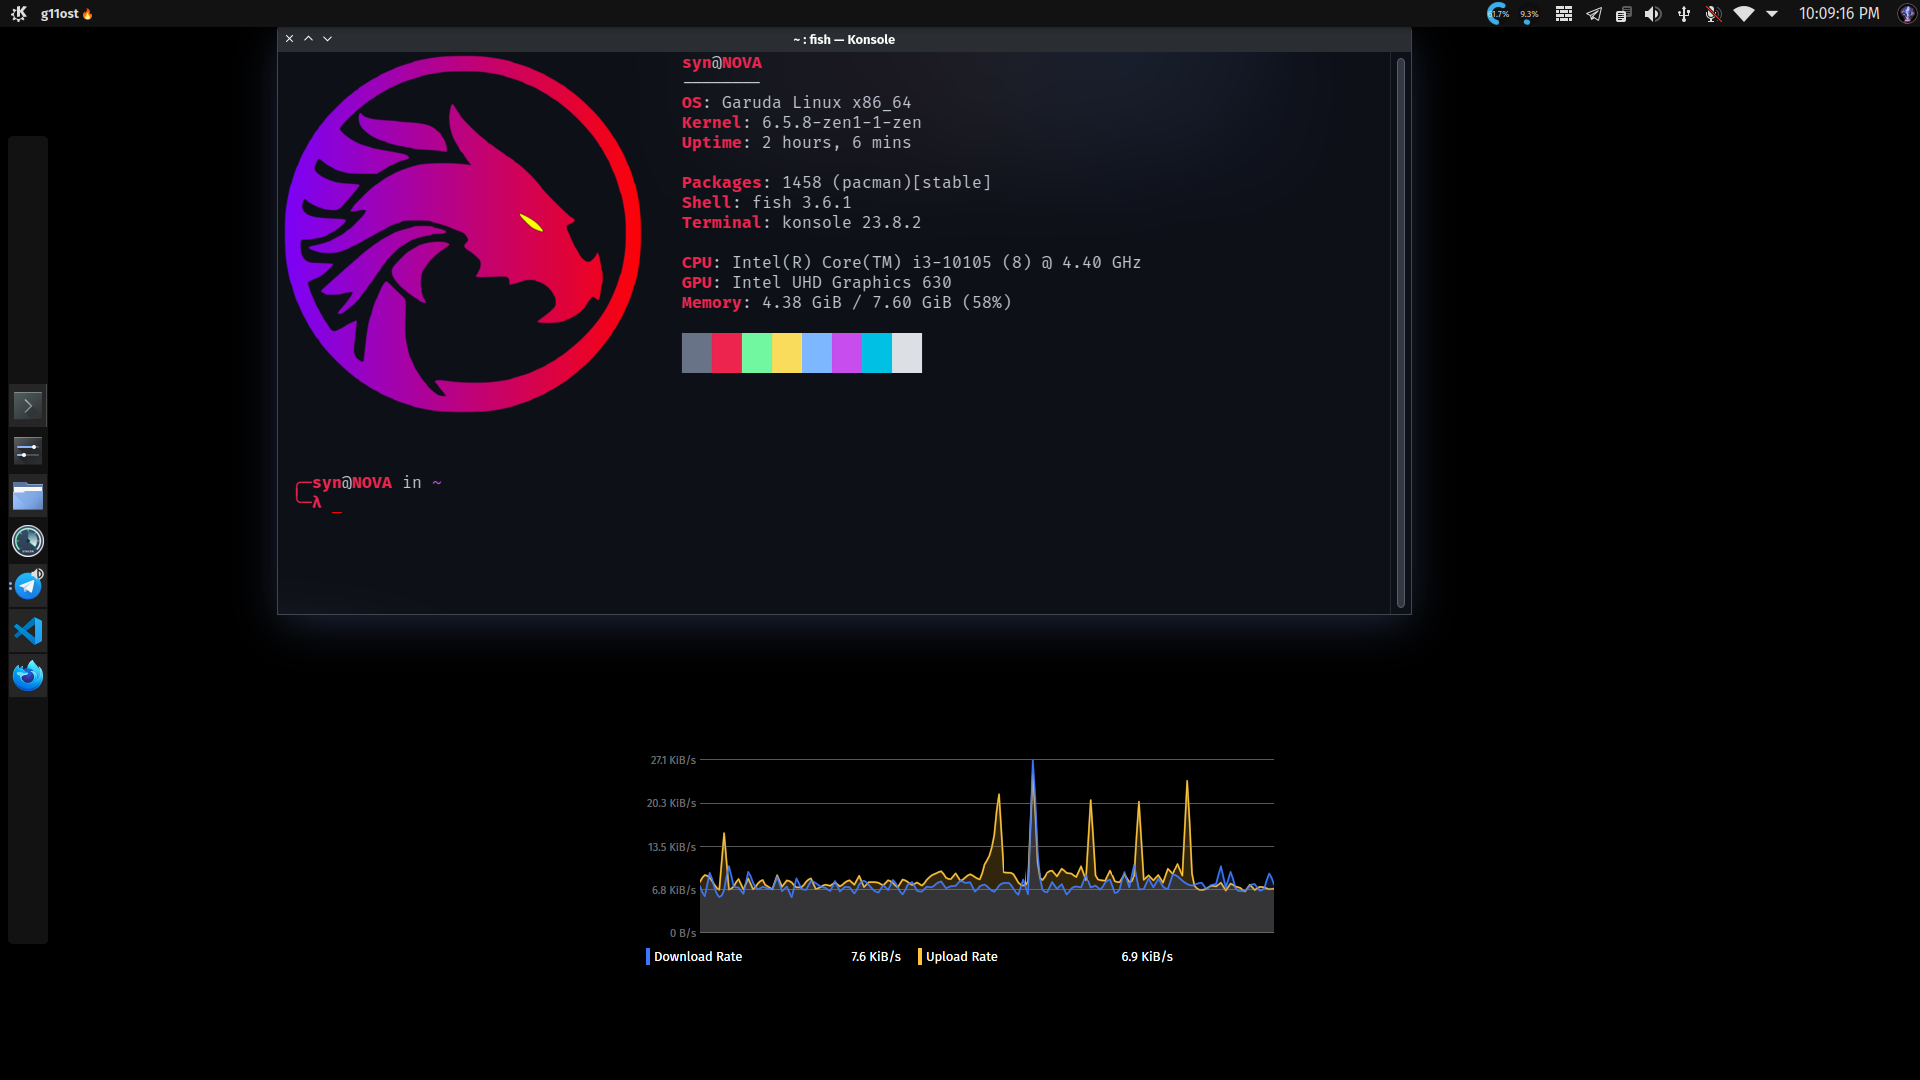 g11ost🔥
9.3%
10:09:16 PM
~ : fish — Konsole
syn@NOVA
OS: Garuda Linux x86_64
Kernel: 6.5.8-zen1-1-zen
Uptime: 2 hours, 6 mins
Packages: 1458 (pacman)[stable]
Shell: fish 3.6.1
Terminal: konsole 23.8.2
CPU: Intel(R) Core(TM) i3-10105 (8) @ 4.40 GHz
GPU: Intel UHD Graphics 630
Memory: 4.38 GiB / 7.60 GiB (58%)
syn@NOVA in ~
λ _
27.1 KiB/s
20.3 KiB/s
13.5 KiB/s
6.8 KiB/s
0 B/s
Download Rate 7.6 KiB/s Upload Rate 6.9 KiB/s